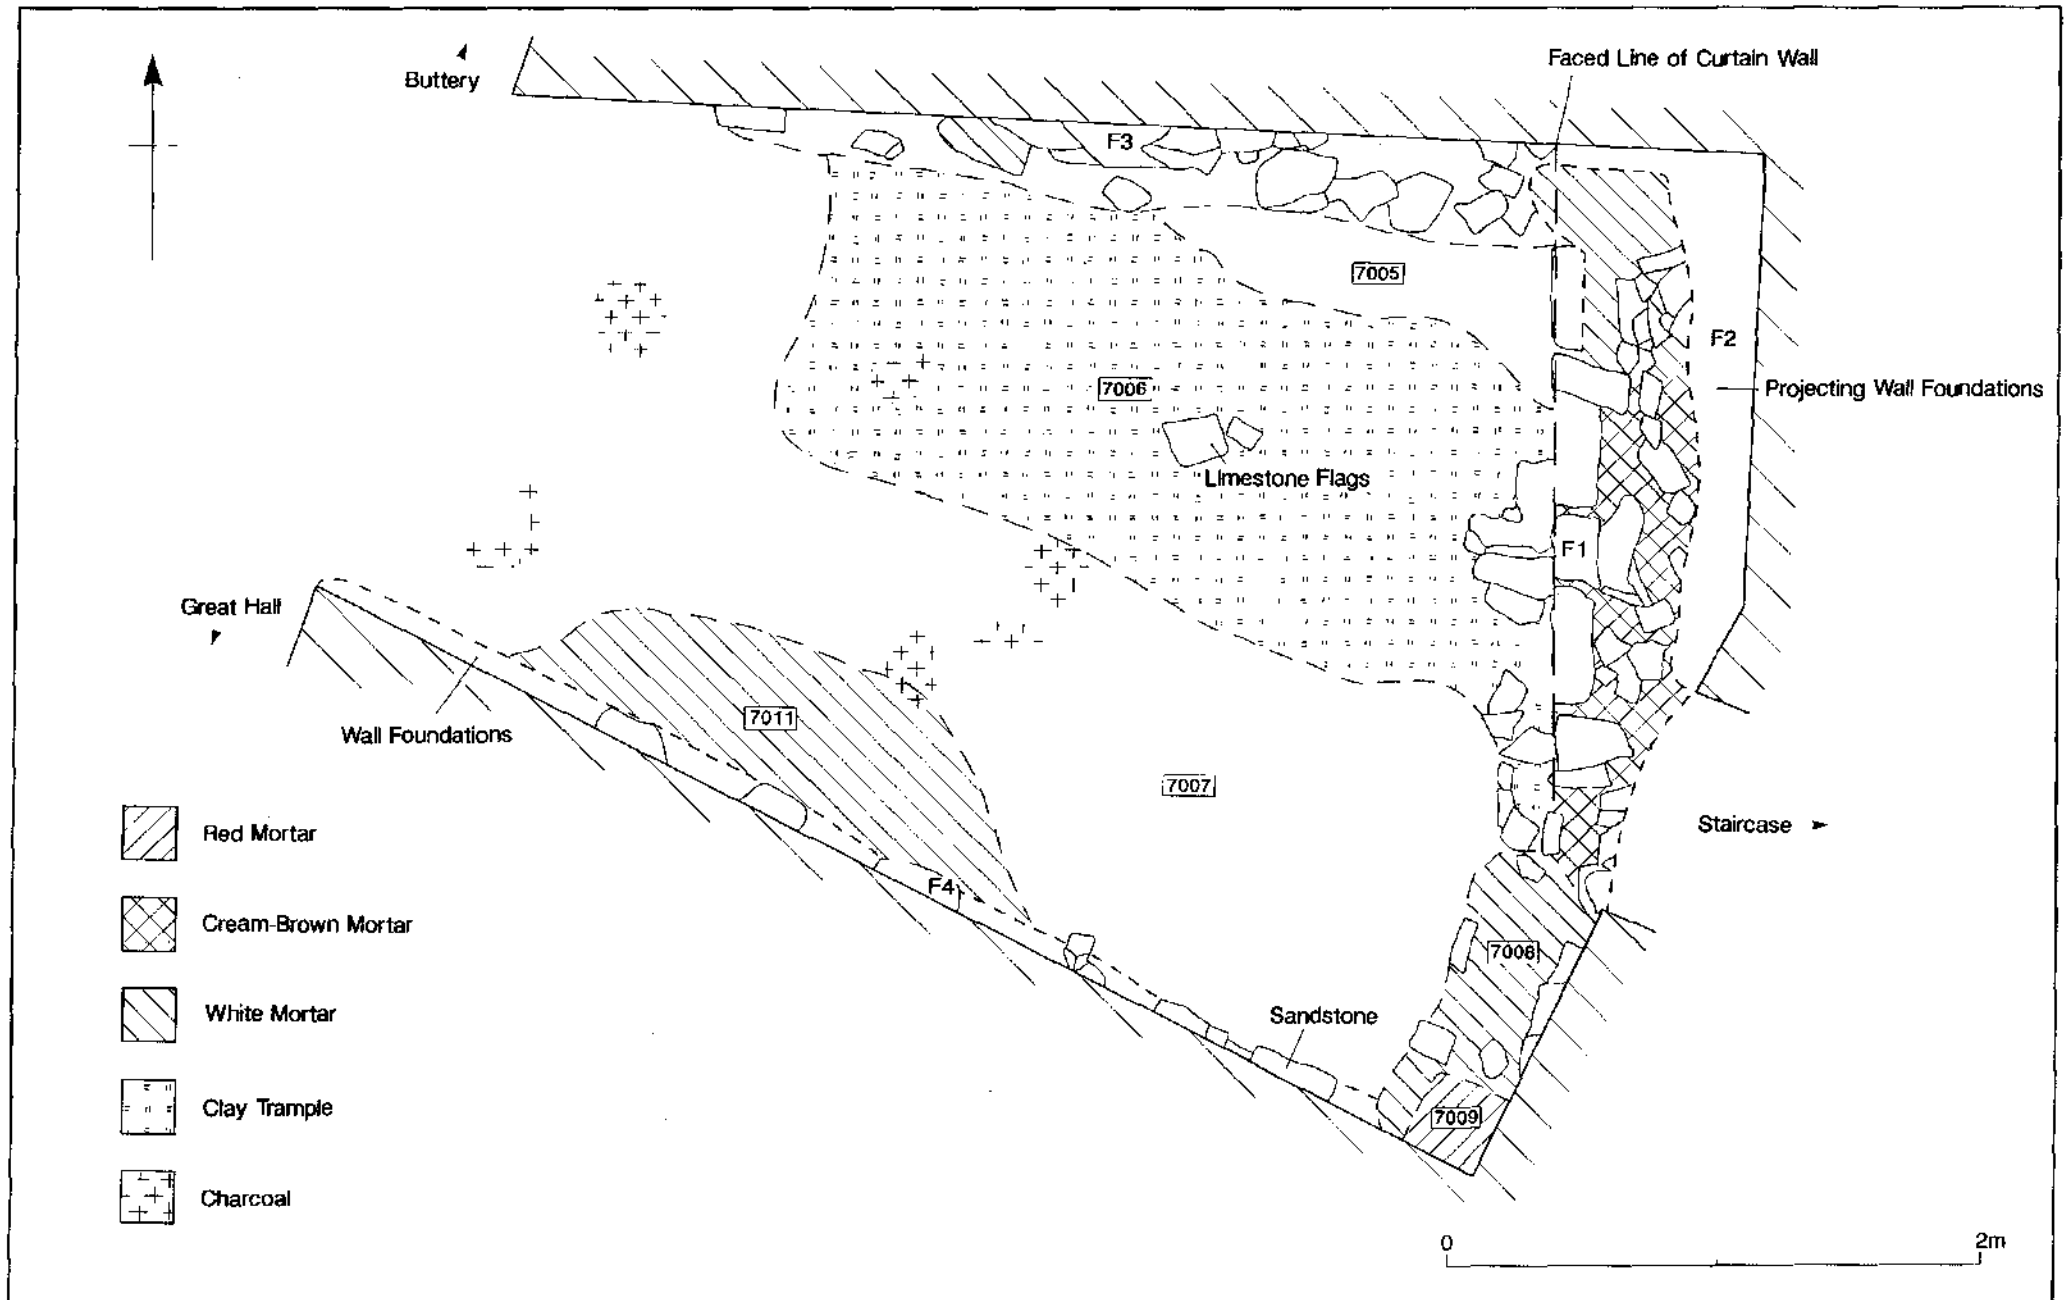 Faced Line of Curtain Wall
Buttery
F3
7005
F2
7006
Projecting Wall Foundations
Limestone Flags
F1
Great Hall
7011
Wall Foundations
7007
Red Mortar
Staircase
F4
Cream-Brown Mortar
7008
White Mortar
Sandstone
Clay Trample
7009
Charcoal
0 2m